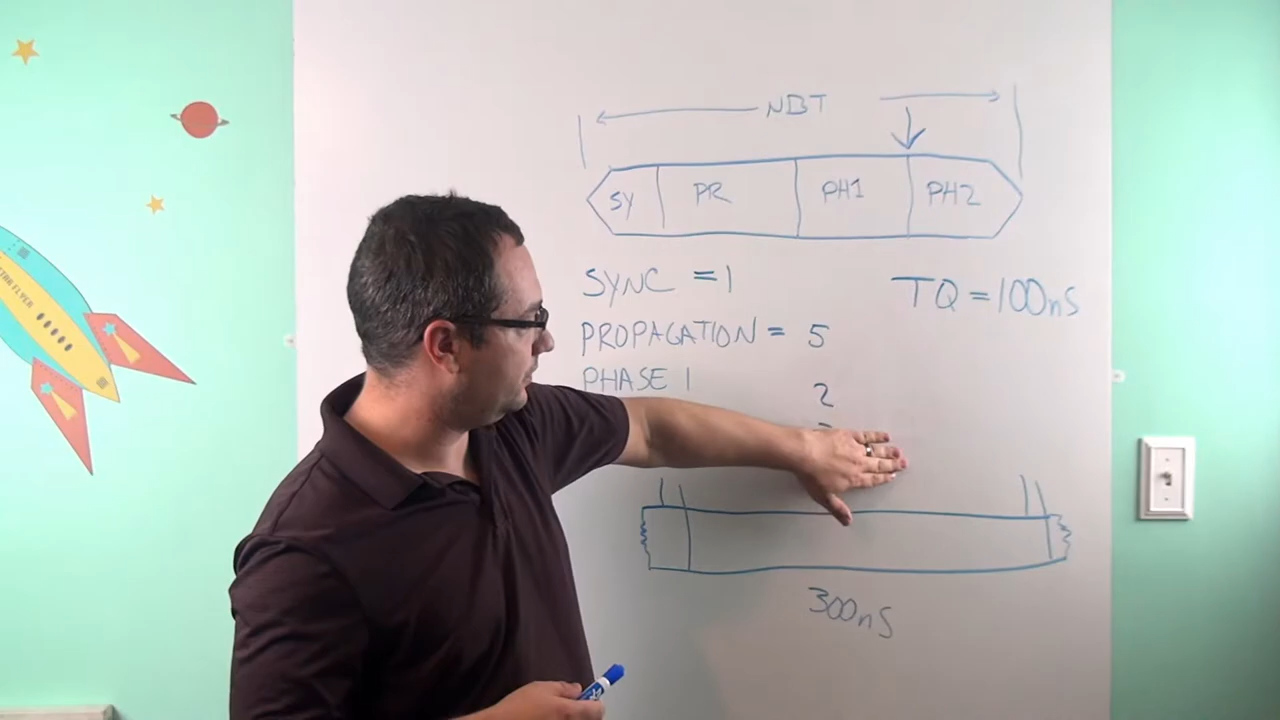 NBT
SY PR PH1 PH2
SYNC = 1
TQ = 100nS
PROPAGATION = 5
PHASE 1 2
300nS